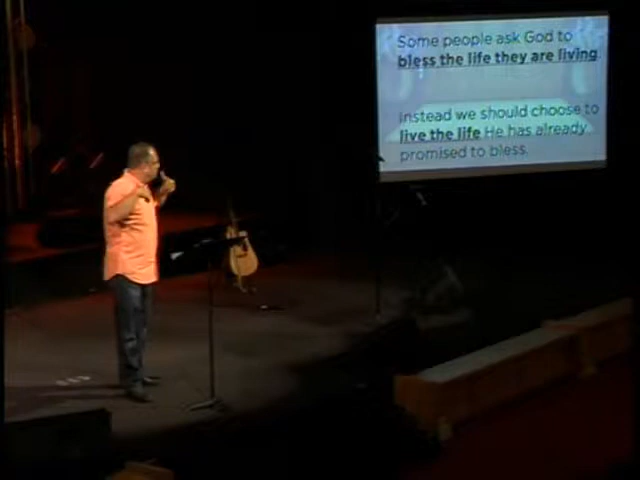 Some people ask God to
bless the life they are living
Instead we should choose to
live the life He has already
promised to bless.